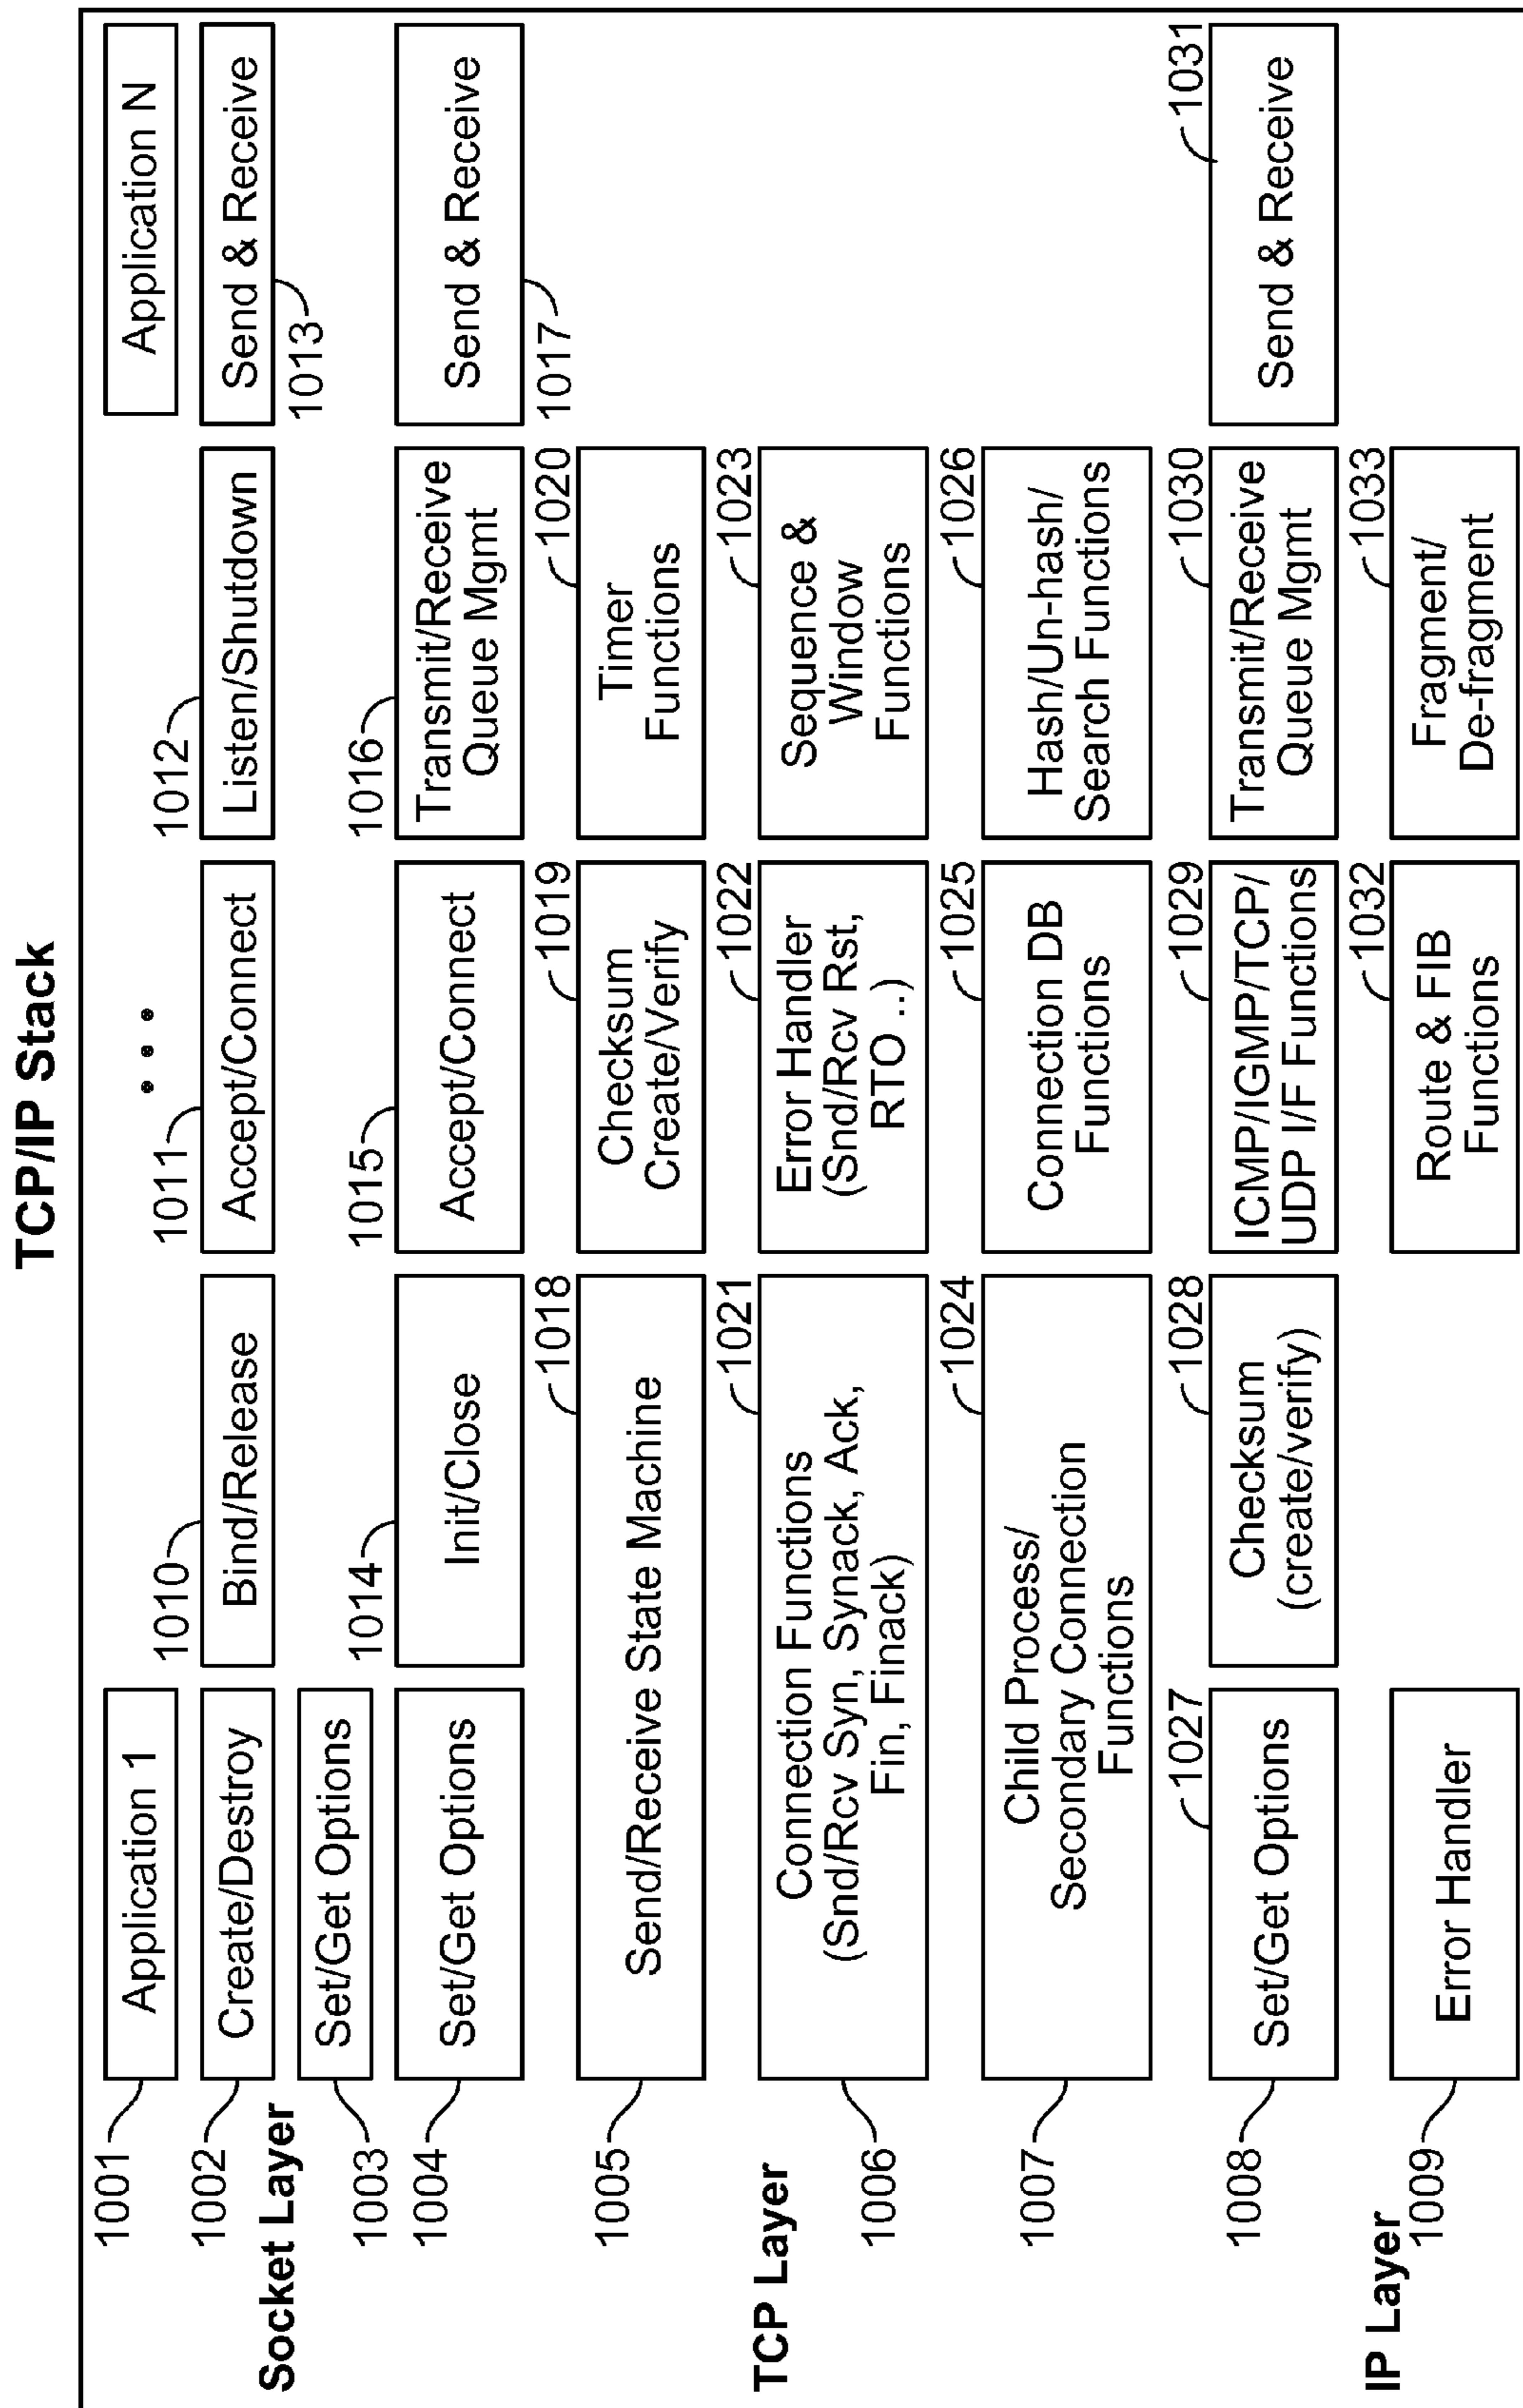 TCP/IP Stack
1001
Application 1
• • •
Application N
Socket Layer
1002
Create/Destroy
1010
Bind/Release
1011
Accept/Connect
1012
Listen/Shutdown
Send & Receive
1013
1003
Set/Get Options
1004
Set/Get Options
1014
Init/Close
1015
Accept/Connect
1016
Transmit/Receive
Queue Mgmt
Send & Receive
1017
TCP Layer
1005
Send/Receive State Machine
1018
Checksum
Create/Verify
1019
Timer
Functions
1020
1006
Connection Functions
(Snd/Rcv Syn, Synack, Ack,
Fin, Finack)
1021
Error Handler
(Snd/Rcv Rst,
RTO ..)
1022
Sequence &
Window
Functions
1023
1007
Child Process/
Secondary Connection
Functions
1024
Connection DB
Functions
1025
Hash/Un-hash/
Search Functions
1026
IP Layer
1008
Set/Get Options
1027
Checksum
(create/verify)
1028
ICMP/IGMP/TCP/
UDP I/F Functions
1029
Transmit/Receive
Queue Mgmt
1030
Send & Receive
1031
1009
Error Handler
Route & FIB
Functions
1032
Fragment/
De-fragment
1033